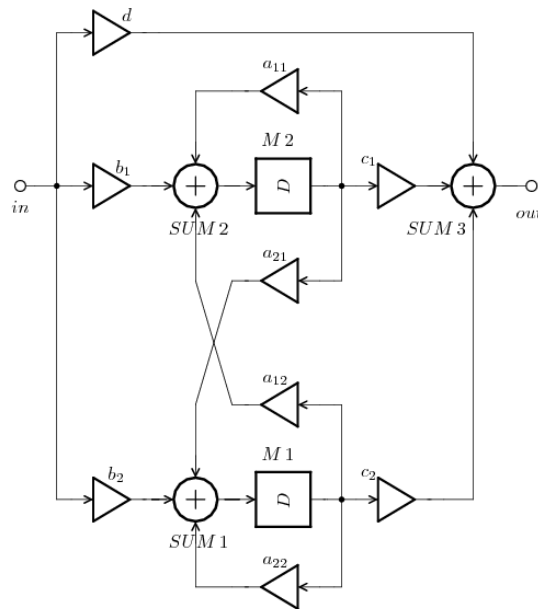 d
a11
M 2
b1
c1
D
in
out
SUM 2
SUM 3
a21
a12
M 1
b2
c2
D
SUM 1
a22